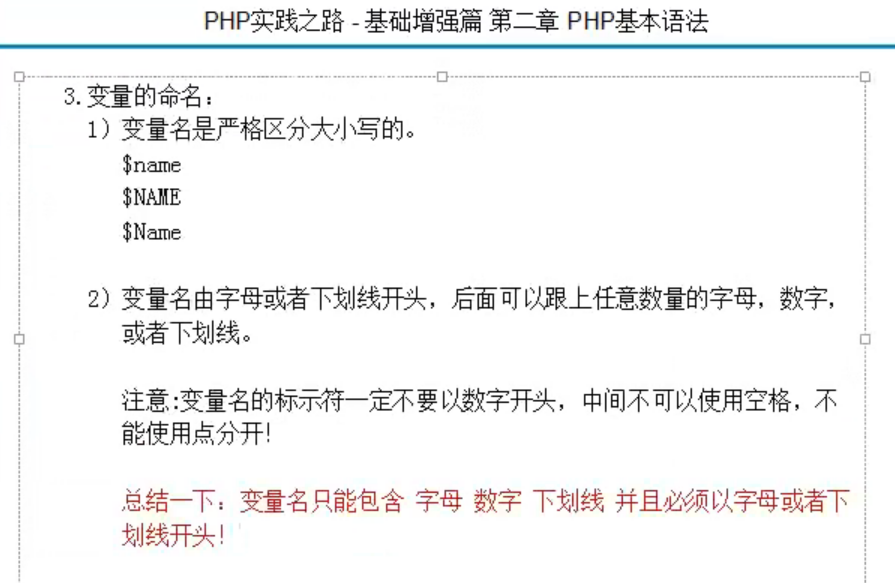 PHP实践之路 - 基础增强篇 第二章 PHP基本语法
3.变量的命名：
1）变量名是严格区分大小写的。
$name
$NAME
$Name
2）变量名由字母或者下划线开头，后面可以跟上任意数量的字母，数字，
或者下划线。
注意:变量名的标示符一定不要以数字开头，中间不可以使用空格，不
能使用点分开!
总结一下：变量名只能包含 字母 数字 下划线 并且必须以字母或者下
划线开头!